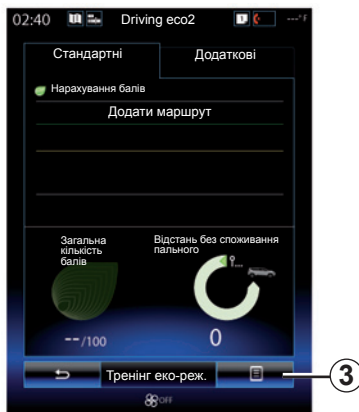 02:40 Driving eco2 ---°F
Стандартні Додаткові
Нарахування балів
Додати маршрут
Загальна
кількість
балів
Відстань без споживання
пального
--/100
0
Тренінг еко-реж.
3
OFF